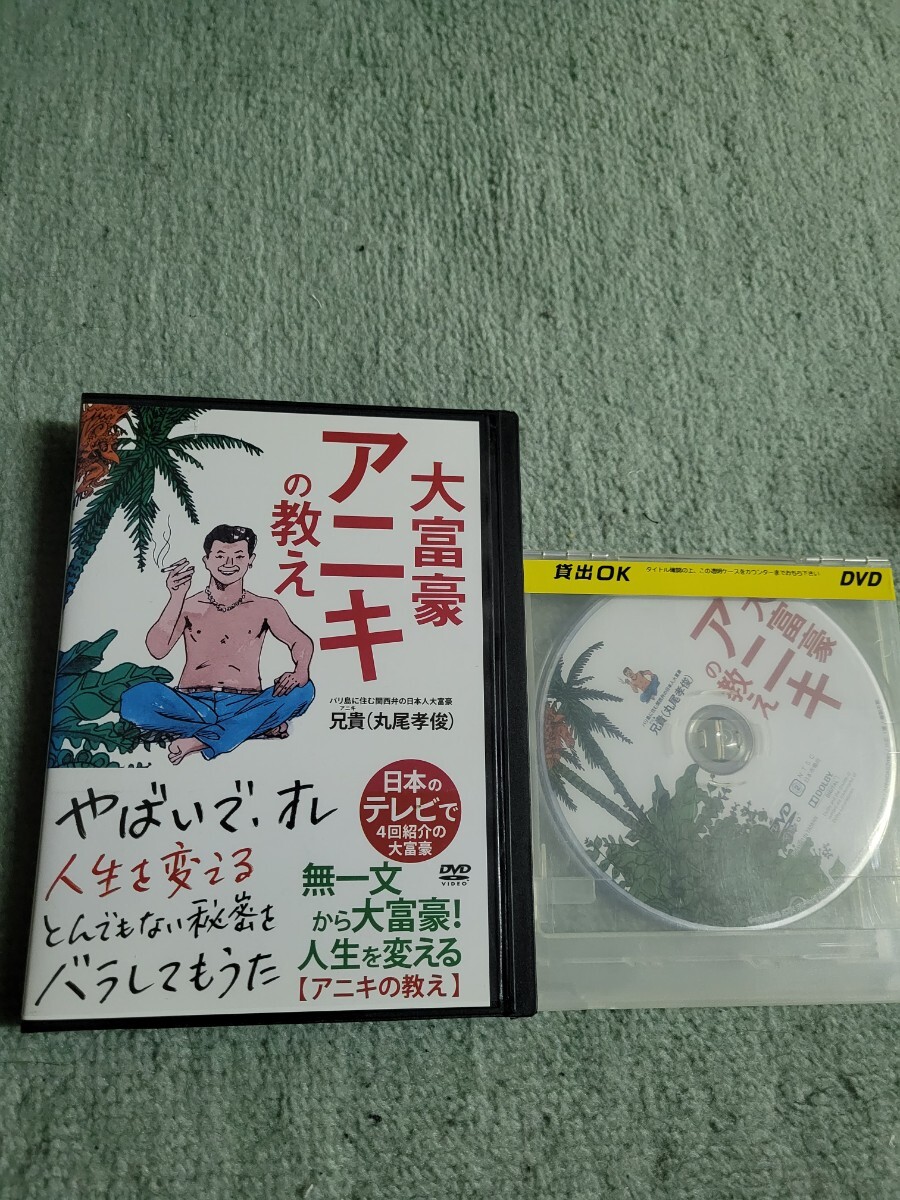 大富豪
アニキ
の教え
バリ島に住む関西弁の日本人大富豪
アニキ
兄貴(丸尾孝俊)
やばいで、オレ
人生を変える
とんでもない秘密を
バラしてもうた
日本の
テレビで
4回紹介の
大富豪
DVD
VIDEO
無一文
から大富豪!
人生を変える
【アニキの教え】
貸出OK
DVD
大富豪
アニキ
の教え
兄貴(丸尾孝俊)
DVD
DOLBY